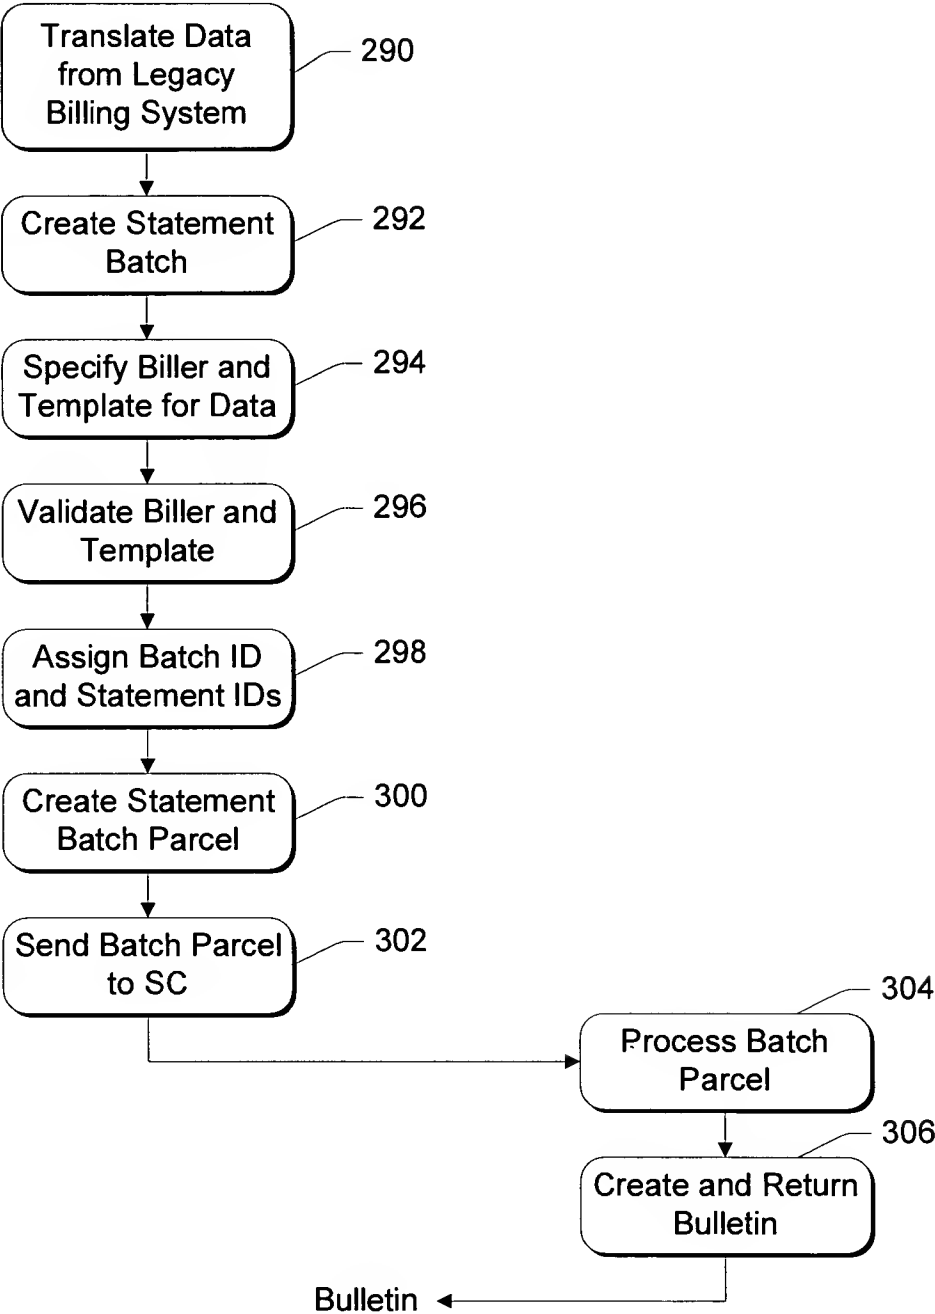 Translate Data
from Legacy
Billing System
290
Create Statement
Batch
292
Specify Biller and
Template for Data
294
Validate Biller and
Template
296
Assign Batch ID
and Statement IDs
298
Create Statement
Batch Parcel
300
Send Batch Parcel
to SC
302
Process Batch
Parcel
304
Create and Return
Bulletin
306
Bulletin